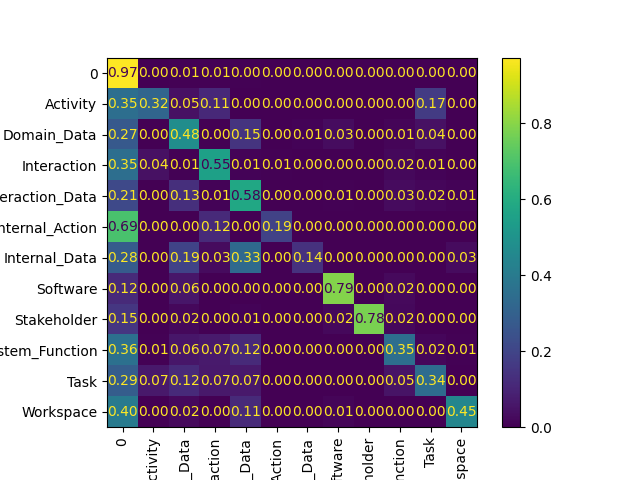 0 0.97 0.00 0.01 0.01 0.00 0.00 0.00 0.00 0.00 0.00 0.00 0.00
Activity 0.35 0.32 0.05 0.11 0.00 0.00 0.00 0.00 0.00 0.00 0.17 0.00
Domain_Data 0.27 0.00 0.48 0.00 0.15 0.00 0.01 0.03 0.00 0.01 0.04 0.00
Interaction 0.35 0.04 0.01 0.55 0.01 0.01 0.00 0.00 0.00 0.02 0.01 0.00
eraction_Data 0.21 0.00 0.13 0.01 0.58 0.00 0.00 0.01 0.00 0.03 0.02 0.01
nternal_Action 0.69 0.00 0.00 0.12 0.00 0.19 0.00 0.00 0.00 0.00 0.00 0.00
Internal_Data 0.28 0.00 0.19 0.03 0.33 0.00 0.14 0.00 0.00 0.00 0.00 0.03
Software 0.12 0.00 0.06 0.00 0.00 0.00 0.00 0.79 0.00 0.02 0.00 0.00
Stakeholder 0.15 0.00 0.02 0.00 0.01 0.00 0.00 0.02 0.78 0.02 0.00 0.00
stem_Function 0.36 0.01 0.06 0.07 0.12 0.00 0.00 0.00 0.00 0.35 0.02 0.01
Task 0.29 0.07 0.12 0.07 0.07 0.00 0.00 0.00 0.00 0.05 0.34 0.00
Workspace 0.40 0.00 0.02 0.00 0.11 0.00 0.00 0.01 0.00 0.00 0.00 0.45
0 ctivity _Data action _Data Action _Data ftware holder nction Task space
0.8
0.6
0.4
0.2
0.0